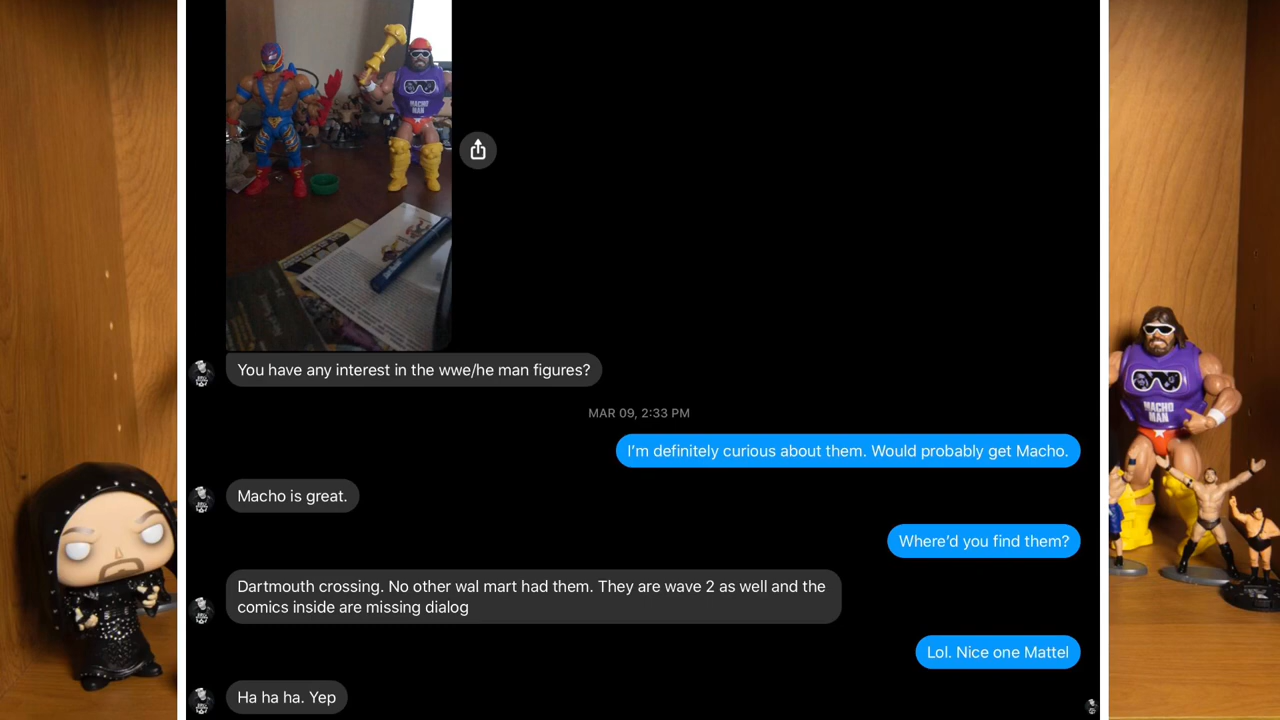 MACHO
MAN
You have any interest in the wwe/he man figures?
MAR 09, 2:33 PM
I'm definitely curious about them. Would probably get Macho.
Macho is great.
Where'd you find them?
Dartmouth crossing. No other wal mart had them. They are wave 2 as well and the
comics inside are missing dialog
Lol. Nice one Mattel
Ha ha ha. Yep
MACHO
MAN